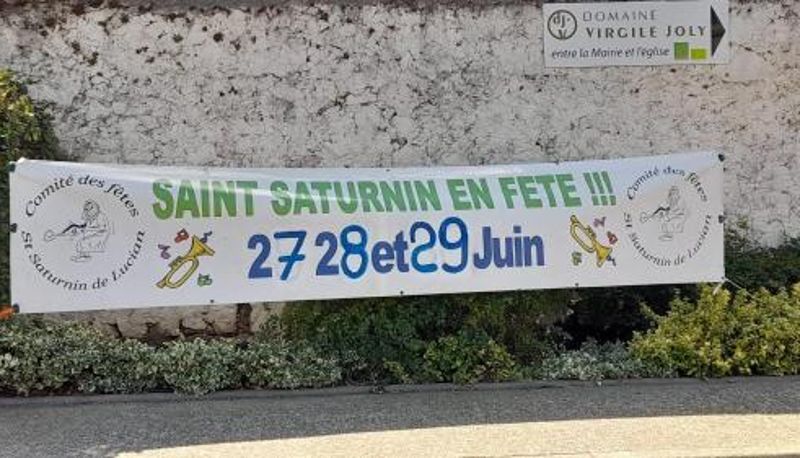 DOMAINE
VIRGILE JOLY
entre la Mairie et l'église
SAINT SATURNIN EN FETE !!!
27 28 et 29 Juin
Comité des fêtes
St Saturnin de Lucian
Comité des fêtes
St Saturnin de Lucian